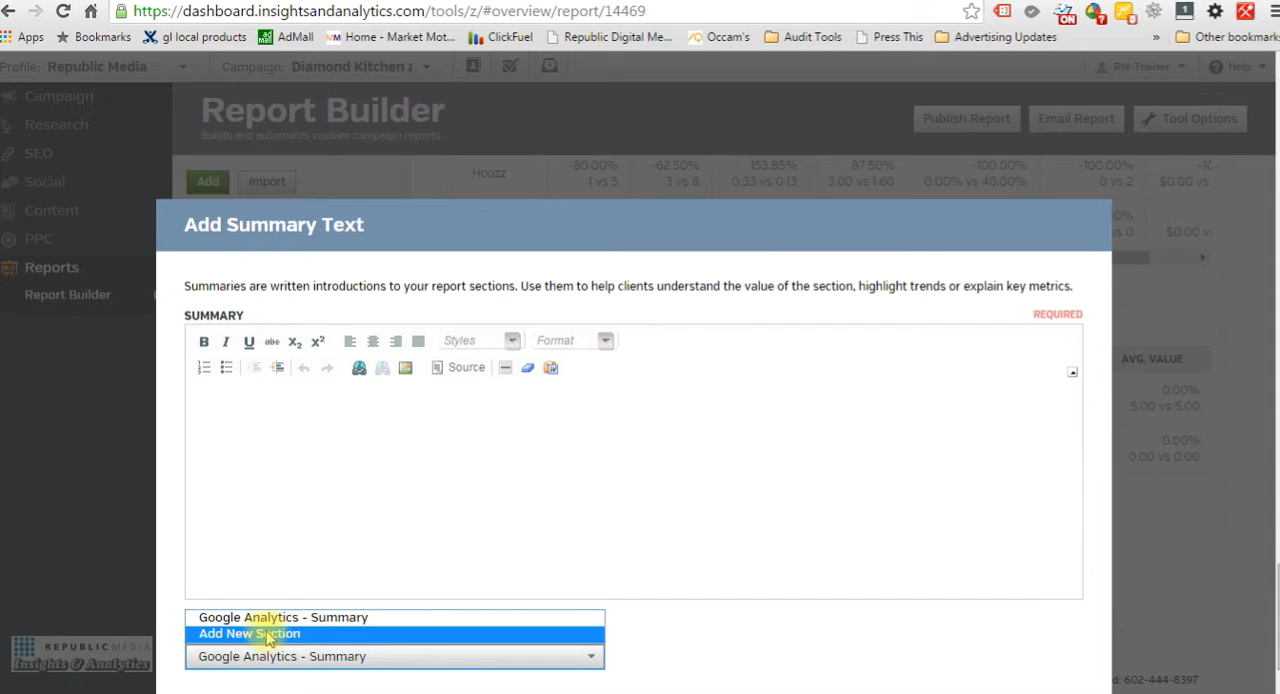 https://dashboard.insightsandanalytics.com/tools/z/#overview/report/14469
ON ? 0 1
Apps Bookmarks gl local products AdMall Home - Market Mot... ClickFuel Republic Digital Me... Occam's Audit Tools Press This Advertising Updates » Other bookmarks
Profile: Republic Media Campaign: Diamond Kitchen RM-Trainer Help
Campaign
Research
SEO
Social
Content
PPC
Reports
Report Builder
Report Builder
Builds and automates custom campaign reports.
Publish Report Email Report Tool Options
Add Import
Houzz -80.00% -62.50% 153.85% 87.50% -100.00% -100.00%
1 vs 5 3 vs 8 0.33 vs 0.13 3.00 vs 1.60 0.00% vs 40.00% 0 vs 2 $0.00 vs
$0.00 v
Add Summary Text
Summaries are written introductions to your report sections. Use them to help clients understand the value of the section, highlight trends or explain key metrics.
SUMMARY REQUIRED
B I U abc X2 X2 Styles Format
Source
Google Analytics - Summary
Add New Section
Google Analytics - Summary
AVG. VALUE
0.00%
5.00 vs 5.00
0.00%
0.00 vs 0.00
REPUBLIC MEDIA
Insights & Analytics
d: 602-444-8397